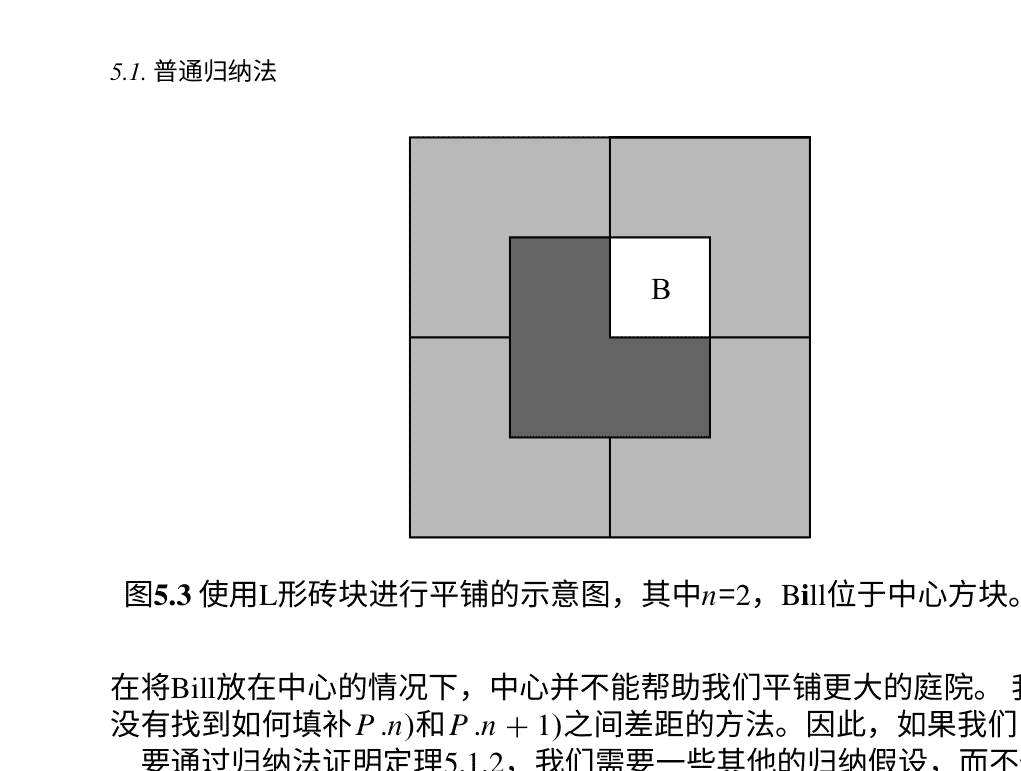 5.1. 普通归纳法
B
图5.3 使用L形砖块进行平铺的示意图，其中n=2，Bill位于中心方块。
在将Bill放在中心的情况下，中心并不能帮助我们平铺更大的庭院。
没有找到如何填补P .n)和P .n + 1)之间差距的方法。因此，如果我们
要通过归纳法证明定理5.1.2，我们需要一些其他的归纳假设，而不